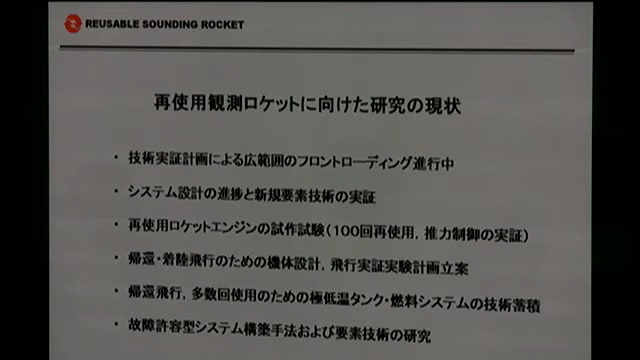 REUSABLE SOUNDING ROCKET
再使用観測ロケットに向けた研究の現状
・ 技術実証計画による広範囲のフロントローディング進行中
・ システム設計の進捗と新規要素技術の実証
・ 再使用ロケットエンジンの試作試験（100回再使用，推力制御の実証）
・ 帰還・着陸飛行のための機体設計，飛行実証実験計画立案
・ 帰還飛行，多数回使用のための極低温タンク・燃料システムの技術蓄積
・ 故障許容型システム構築手法および要素技術の研究